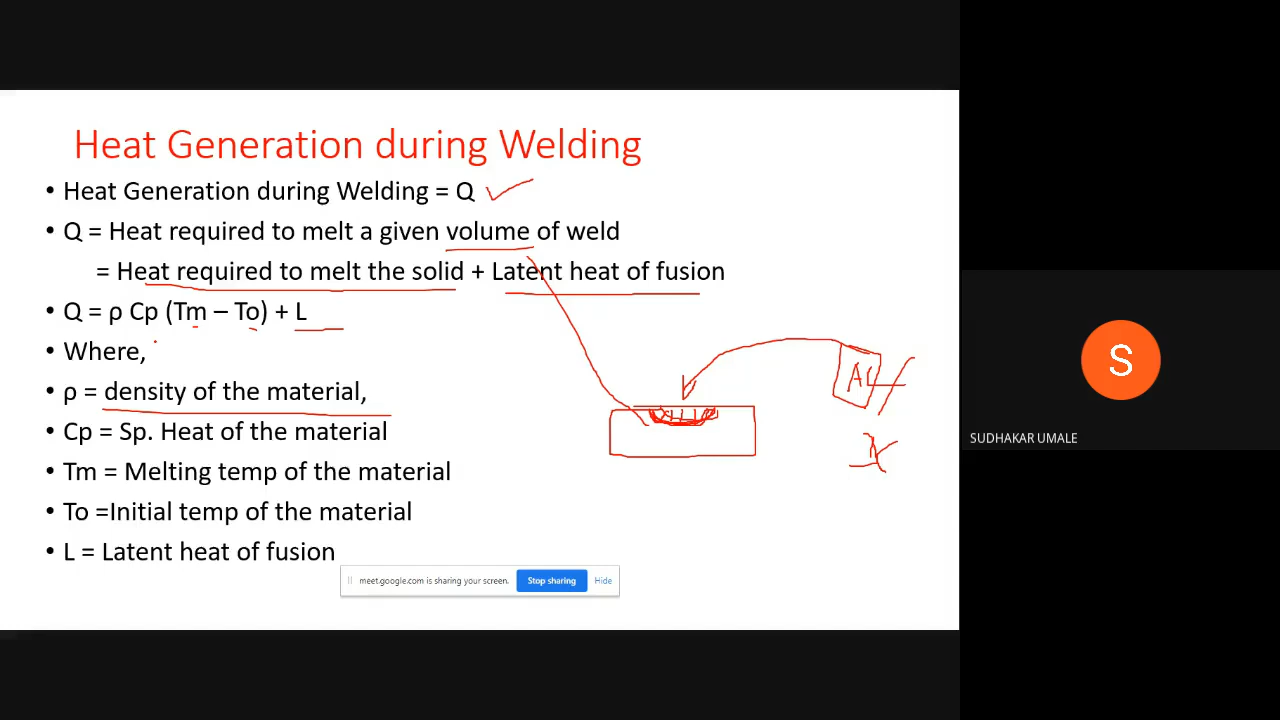 Heat Generation during Welding
• Heat Generation during Welding = Q
• Q = Heat required to melt a given volume of weld
= Heat required to melt the solid + Latent heat of fusion
• Q = ρ Cp (Tm – To) + L
• Where,
• ρ = density of the material,
• Cp = Sp. Heat of the material
• Tm = Melting temp of the material
• To =Initial temp of the material
• L = Latent heat of fusion
meet.google.com is sharing your screen. Stop sharing Hide
S
SUDHAKAR UMALE